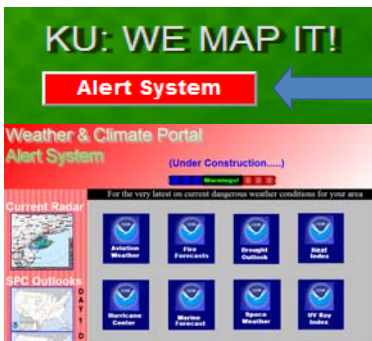 KU: WE MAP IT!
Alert System
Weather & Climate Portal
Alert System
(Under Construction.....)
Warnings!
For the very latest on current dangerous weather conditions for your area
Current Radar
Aviation
Weather
Fire
Forecasts
Drought
Outlook
Heat
Index
SPC Outlooks
D
A
Y
1
D
Hurricane
Center
Marine
Forecast
Space
Weather
UV Ray
Index